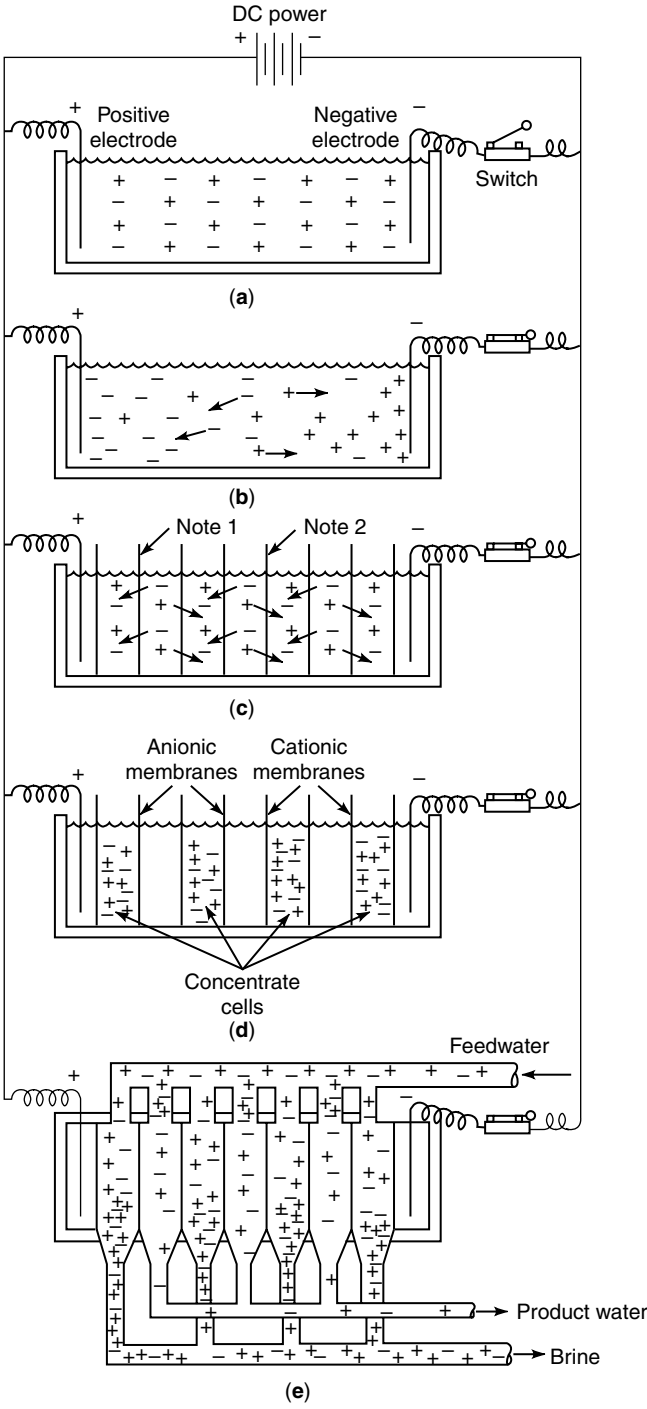 DC power
+ −
+ −
Positive electrode
Negative electrode
Switch
(a)
+ −
(b)
+ −
Note 1
Note 2
(c)
+ −
Anionic membranes
Cationic membranes
Concentrate cells
(d)
Feedwater
+ −
Product water
Brine
(e)